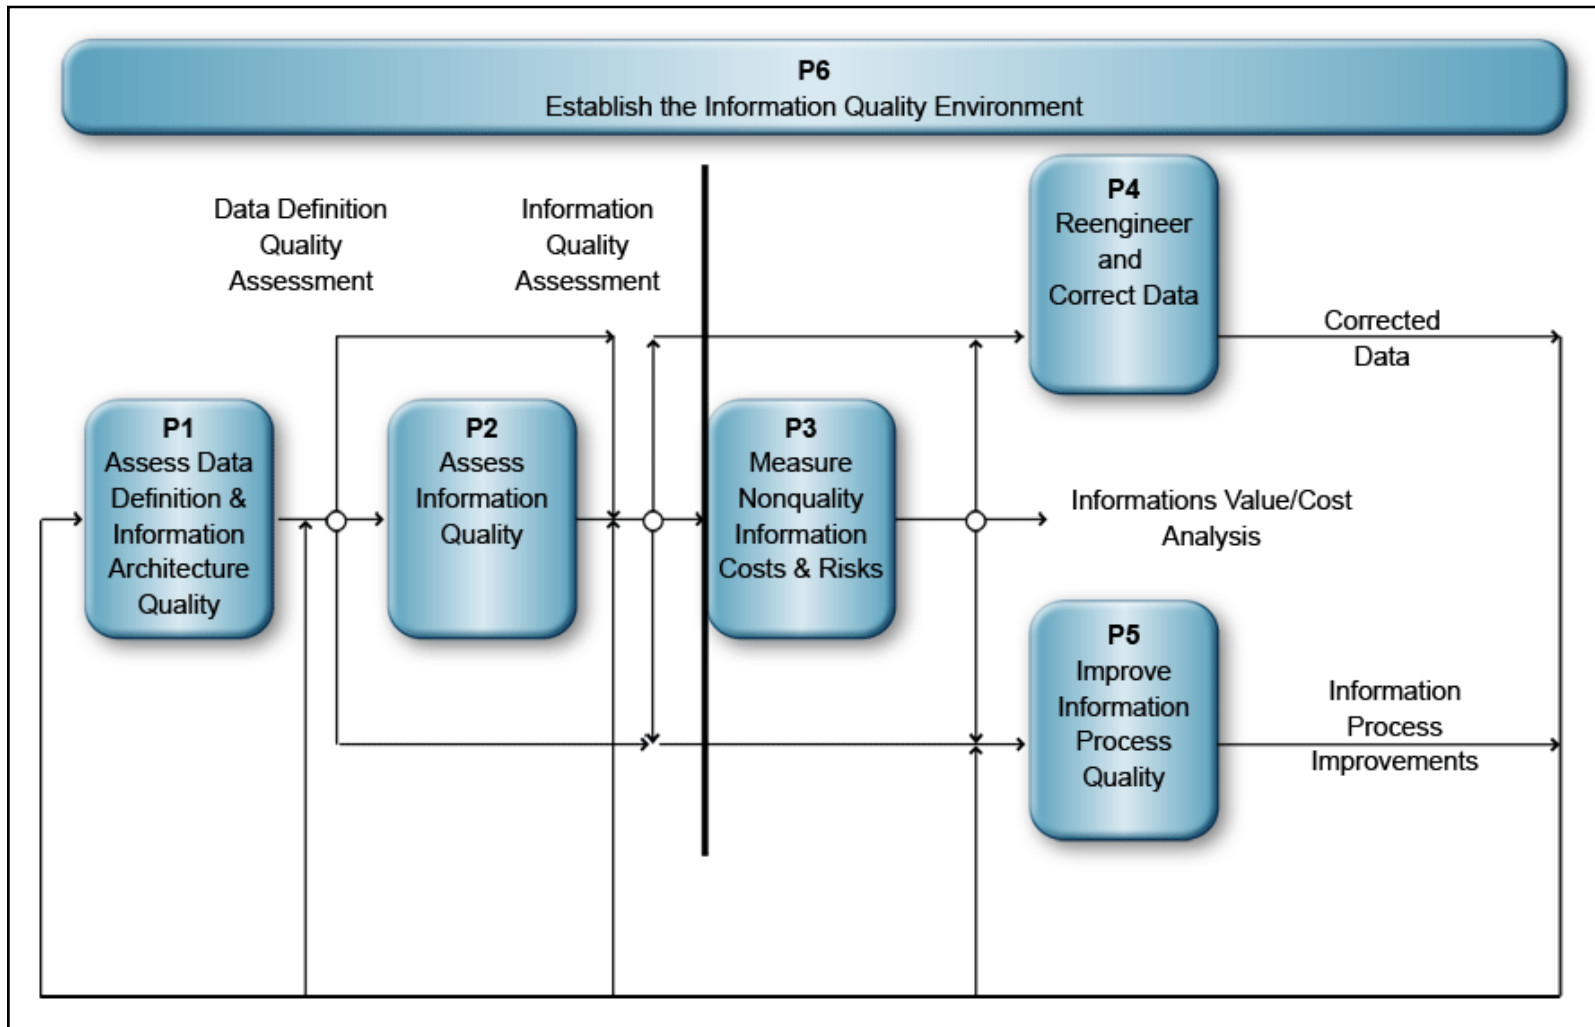 P6
Establish the Information Quality Environment
Data Definition
Quality
Assessment
Information
Quality
Assessment
P4
Reengineer
and
Correct Data
Corrected
Data
P1
Assess Data
Definition &
Information
Architecture
Quality
P2
Assess
Information
Quality
P3
Measure
Nonquality
Information
Costs & Risks
Informations Value/Cost
Analysis
P5
Improve
Information
Process
Quality
Information
Process
Improvements